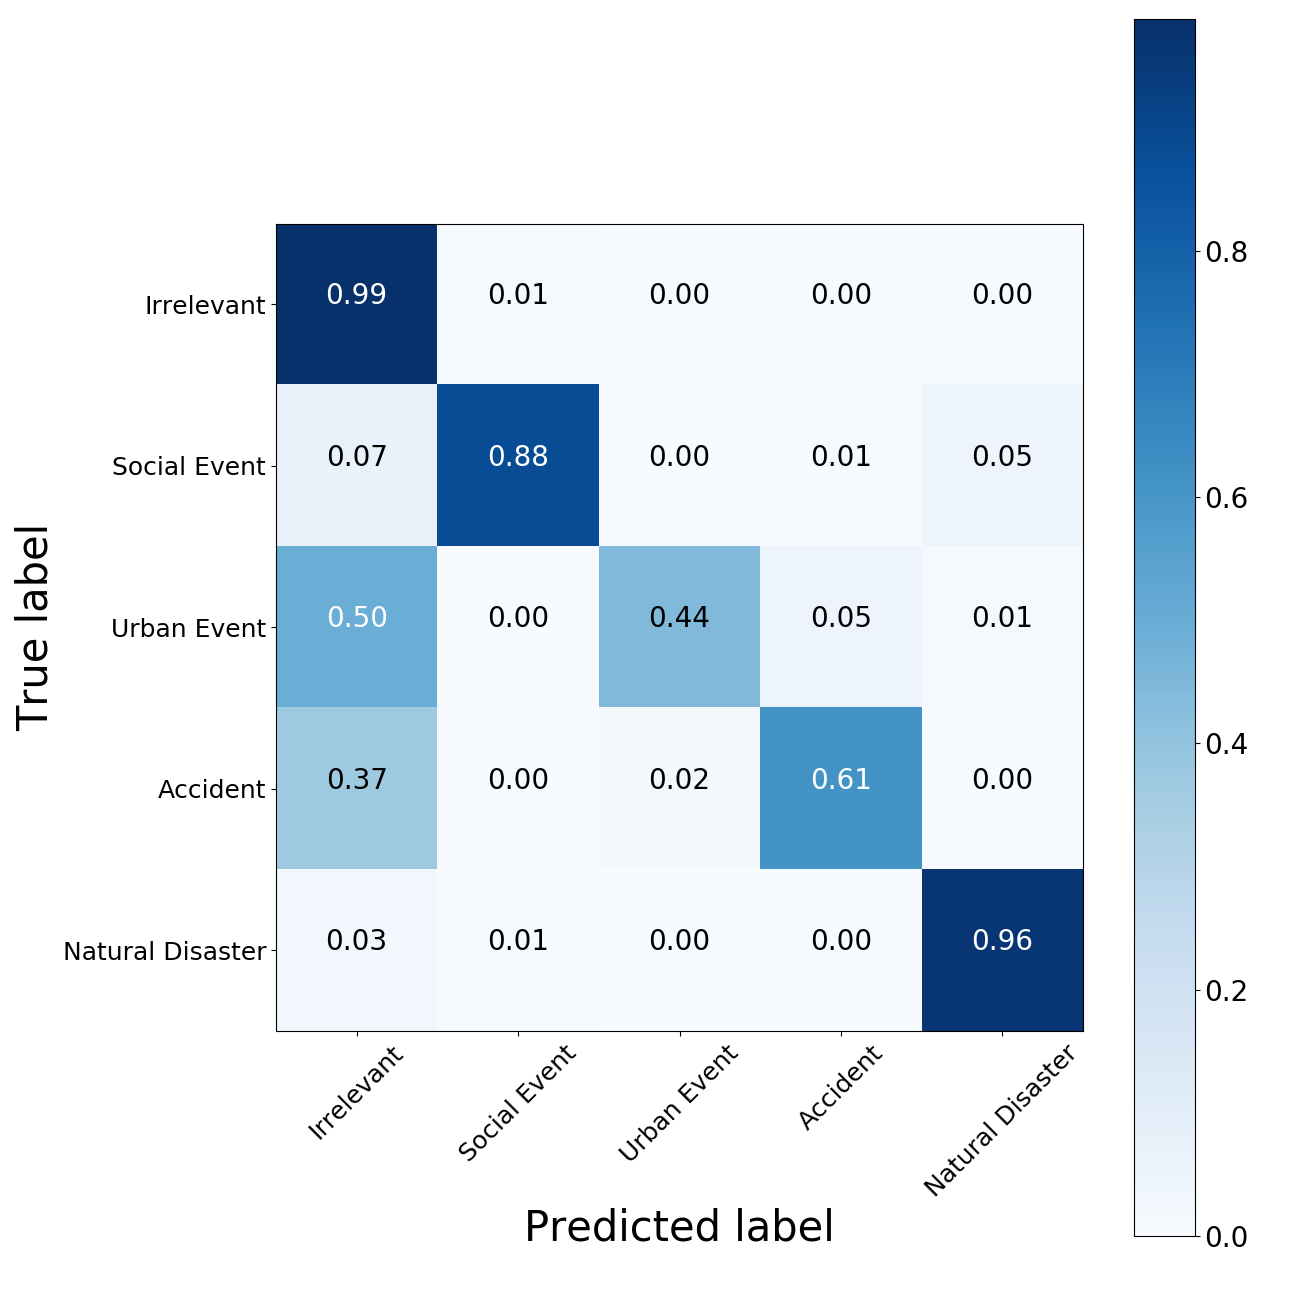 True label
Irrelevant 0.99 0.01 0.00 0.00 0.00
Social Event 0.07 0.88 0.00 0.01 0.05
Urban Event 0.50 0.00 0.44 0.05 0.01
Accident 0.37 0.00 0.02 0.61 0.00
Natural Disaster 0.03 0.01 0.00 0.00 0.96
Irrelevant Social Event Urban Event Accident Natural Disaster
Predicted label
0.8
0.6
0.4
0.2
0.0